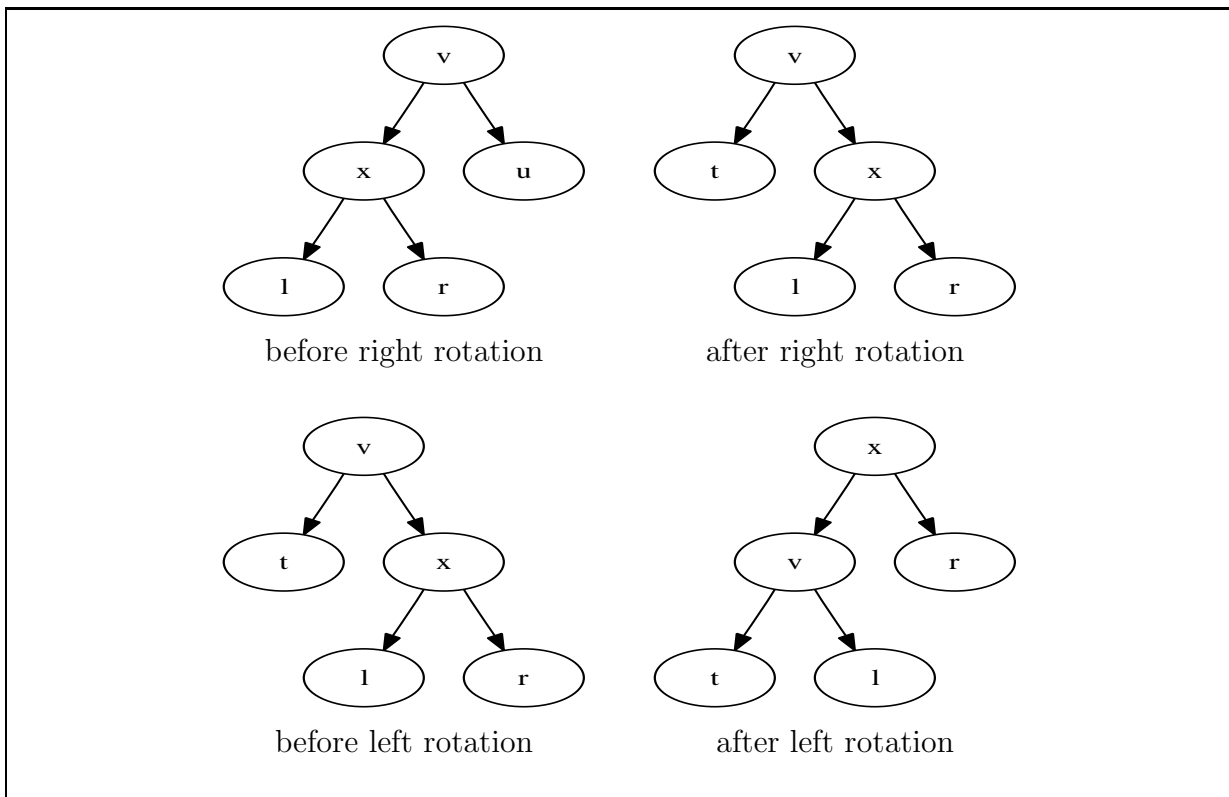 v v
x u t x
l r l r
before right rotation after right rotation
v x
t x v r
l r t l
before left rotation after left rotation